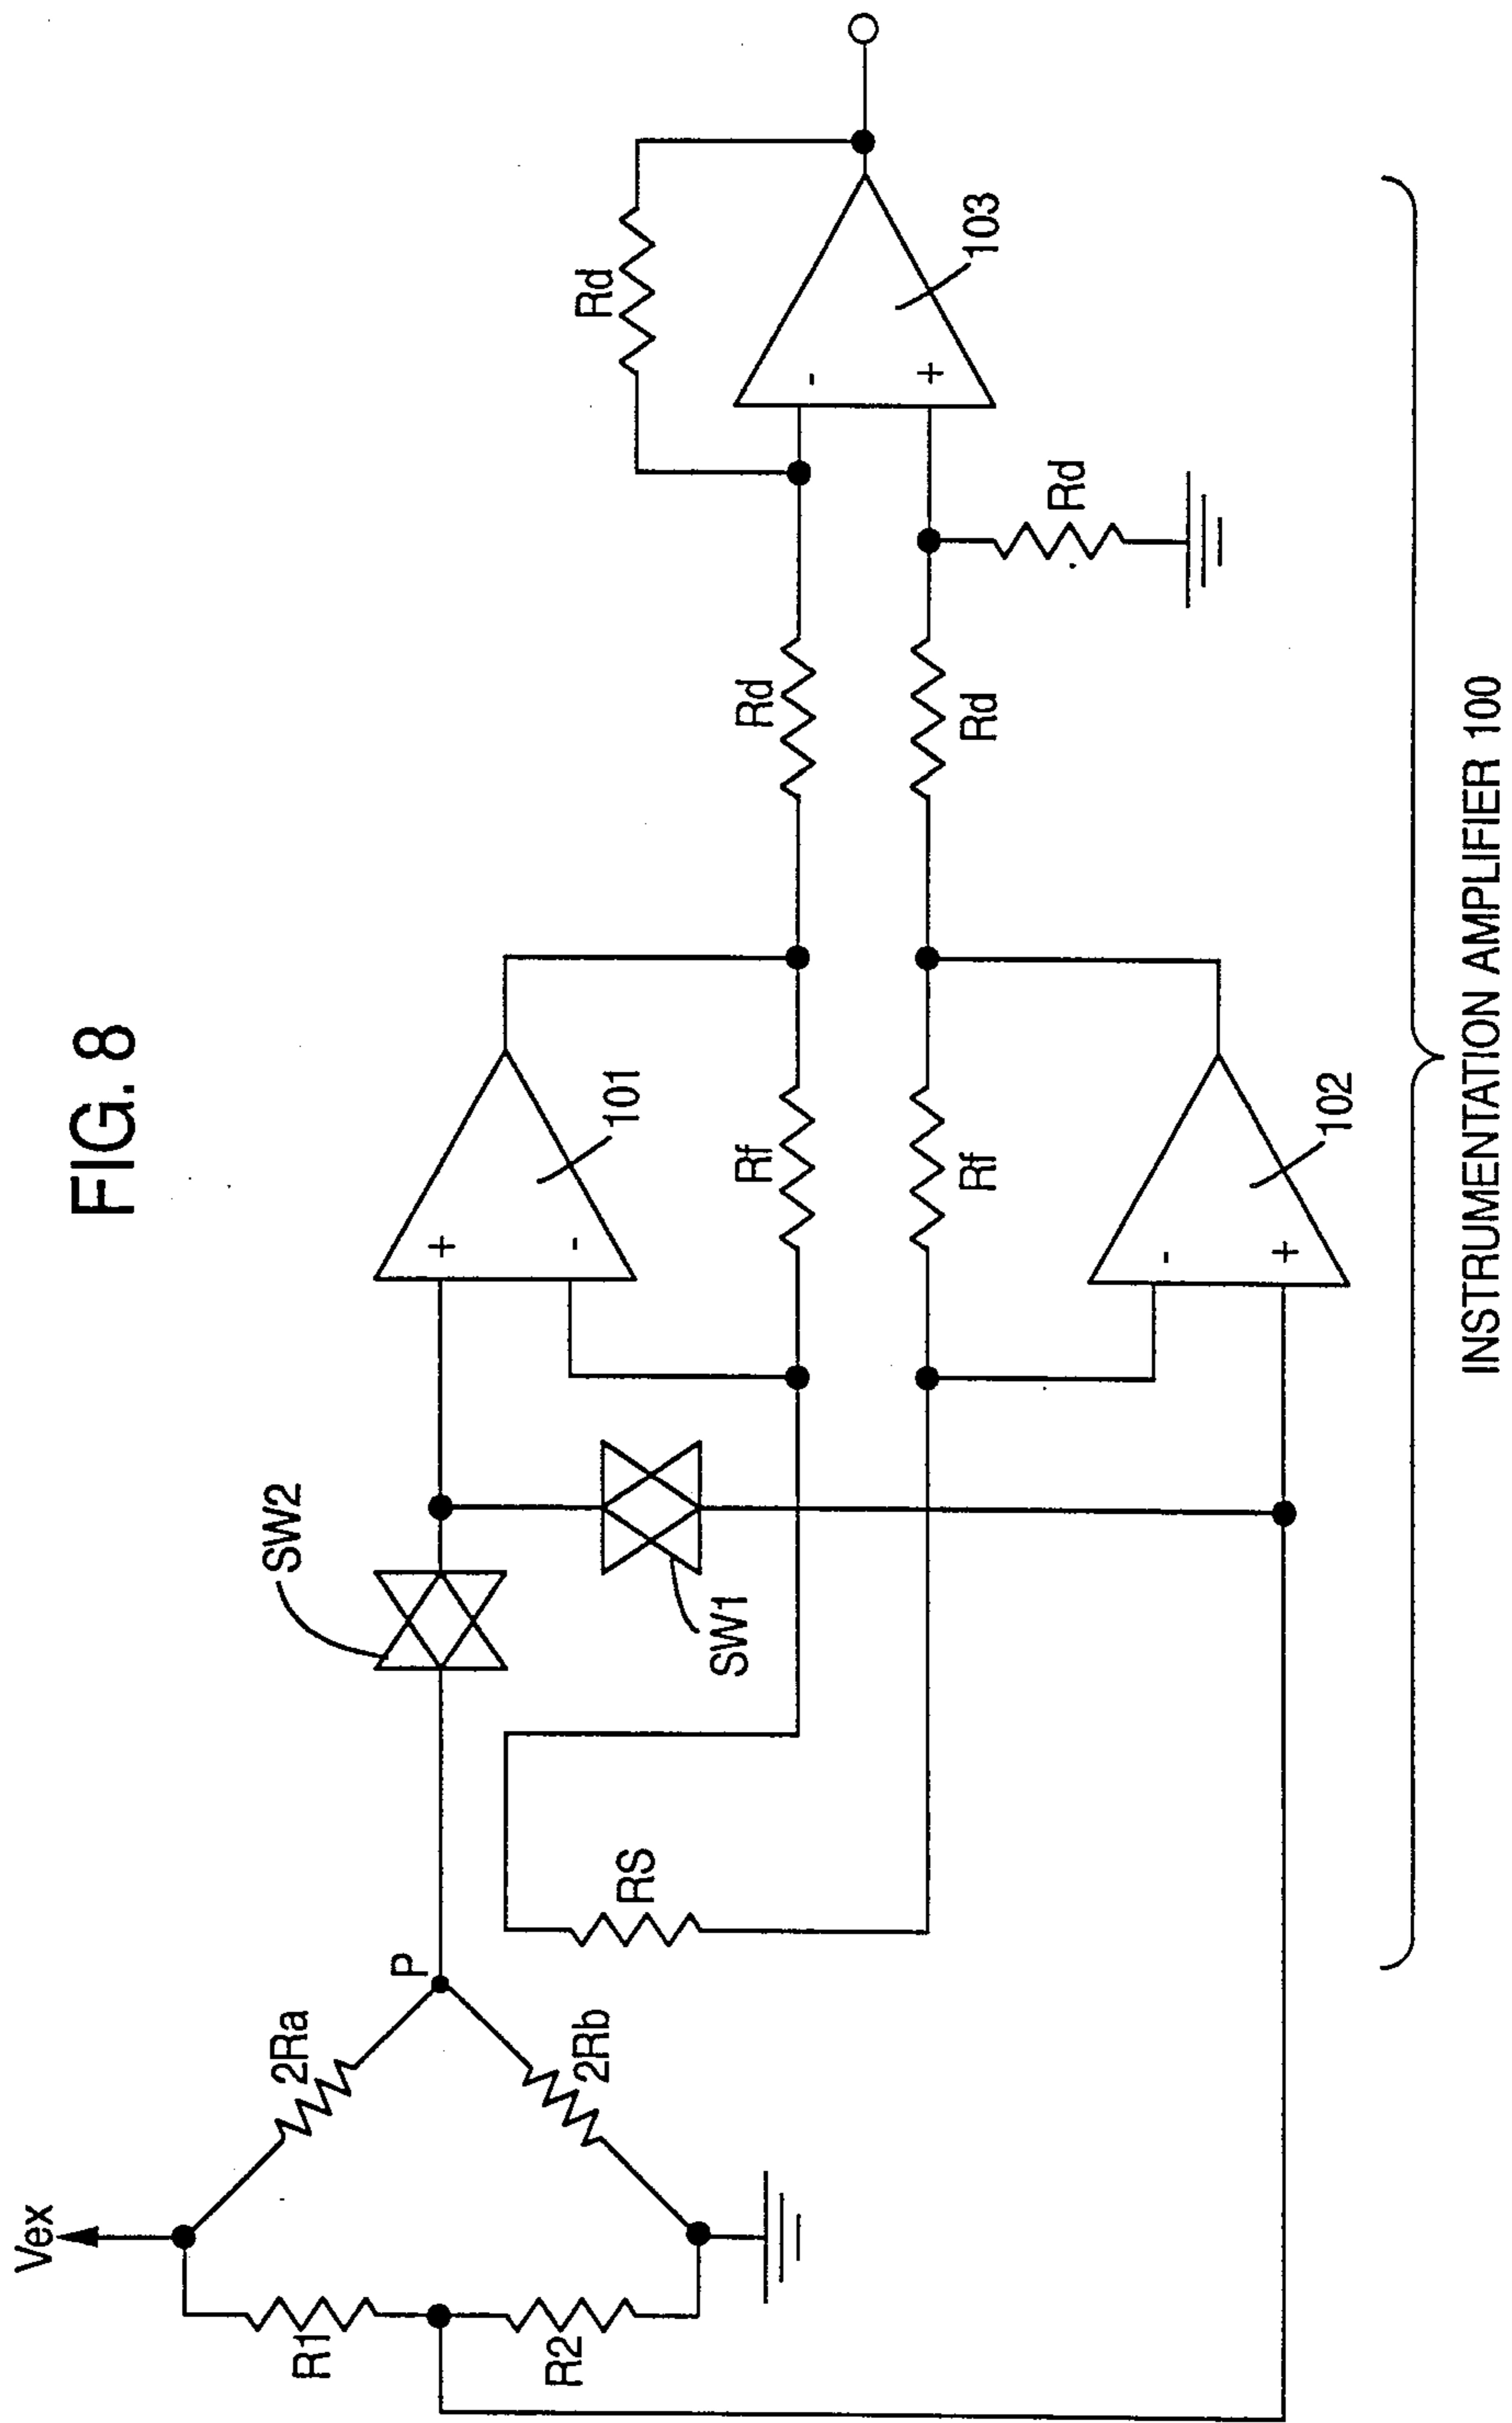 FIG. 8
Vex
R1
R2
2Ra
2Rb
P
RS
SW2
SW1
+
-
101
Rf
Rf
-
+
102
Rd
Rd
Rd
Rd
-
+
103
INSTRUMENTATION AMPLIFIER 100